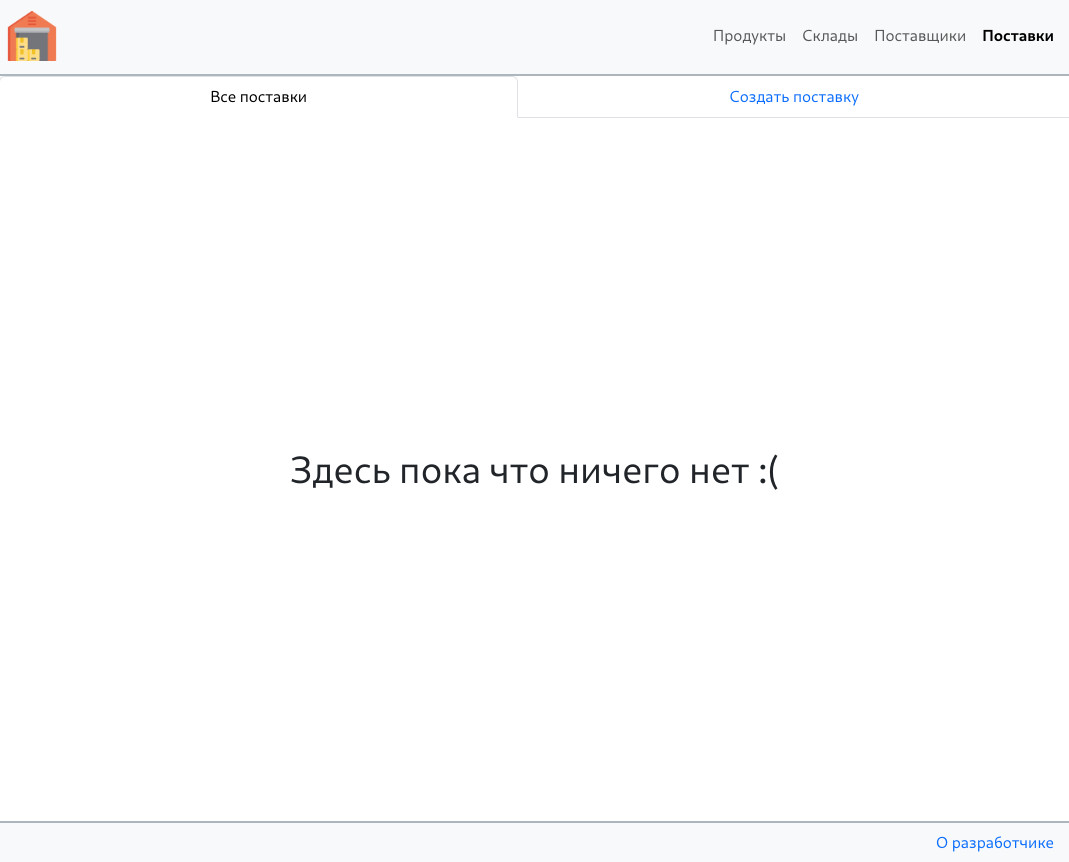 Продукты Склады Поставщики Поставки
Все поставки Создать поставку
Здесь пока что ничего нет :(
О разработчике